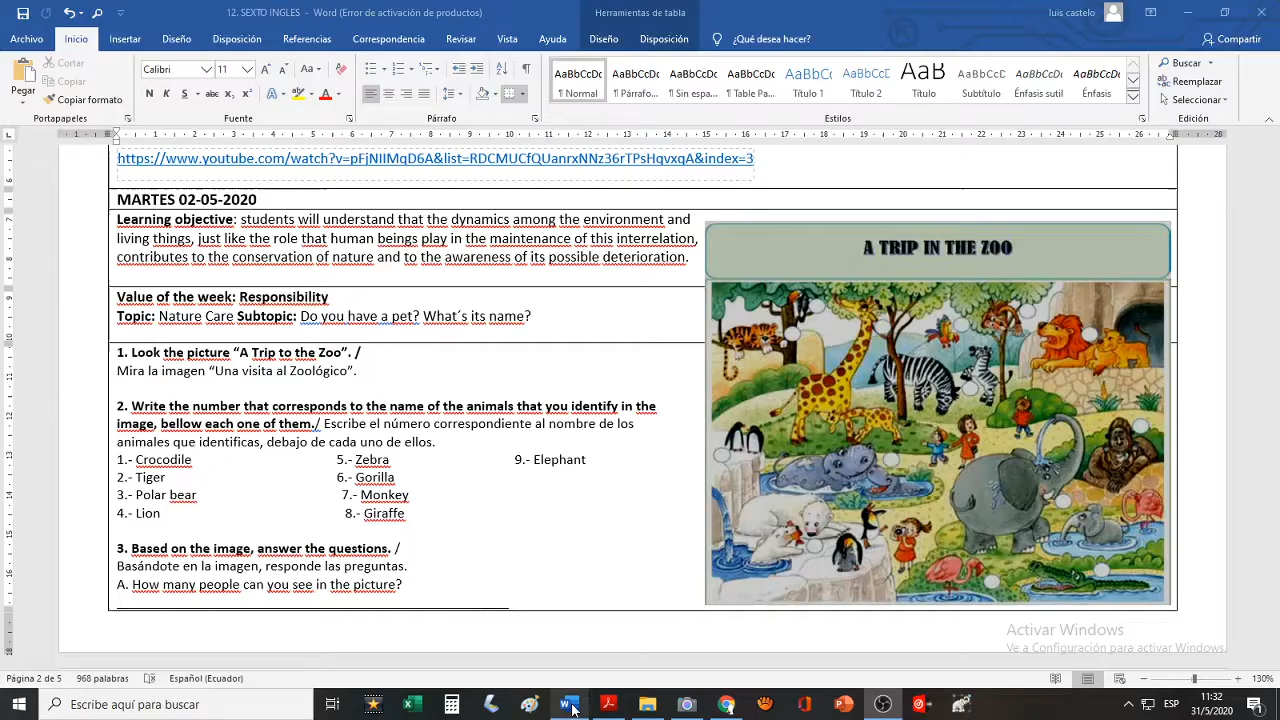 12. SEXTO INGLES - Word (Error de activación de productos)
Herramientas de tabla
luis castelo
Archivo Inicio Insertar Diseño Disposición Referencias Correspondencia Revisar Vista Ayuda Diseño Disposición ¿Qué desea hacer? Compartir
Pegar
Cortar
Copiar
Copiar formato
Calibri 11
N K S abc x₂ x²
AaBbCcDc AaBbCcDc AaBbCcDc AaBbCcDc AaBbCc AaBbCcD AaB AaBbCcD AaBbCcDc AaBbCcDc
¶ Normal ¶ Párrafo... ¶ Sin espa... ¶ Table Pa... Título 1 Título 2 Título Subtítulo Énfasis sutil Énfasis
Buscar
Reemplazar
Seleccionar
Fuente Párrafo Estilos Edición
https://www.youtube.com/watch?v=pFjNIIMqD6A&list=RDCMUCfQUanrxNNz36rTPsHqvxqA&index=3
MARTES 02-05-2020
Learning objective: students will understand that the dynamics among the environment and
living things, just like the role that human beings play in the maintenance of this interrelation,
contributes to the conservation of nature and to the awareness of its possible deterioration.
Value of the week: Responsibility
Topic: Nature Care Subtopic: Do you have a pet? What´s its name?
1. Look the picture “A Trip to the Zoo”. /
Mira la imagen “Una visita al Zoológico”.
2. Write the number that corresponds to the name of the animals that you identify in the
image, bellow each one of them./ Escribe el número correspondiente al nombre de los
animales que identificas, debajo de cada uno de ellos.
1.- Crocodile 5.- Zebra 9.- Elephant
2.- Tiger 6.- Gorilla
3.- Polar bear 7.- Monkey
4.- Lion 8.- Giraffe
3. Based on the image, answer the questions. /
Basándote en la imagen, responde las preguntas.
A. How many people can you see in the picture?
A TRIP IN THE ZOO
Activar Windows
Ve a Configuración para activar Windows.
Página 2 de 5 968 palabras Español (Ecuador) 130%
Escribe aquí para buscar
ESP
11:32
31/5/2020